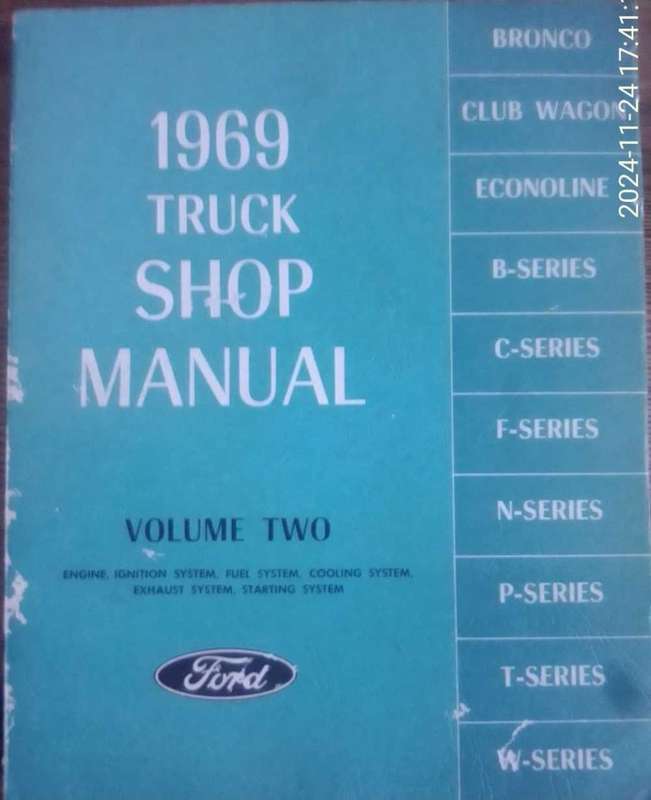 1969
TRUCK
SHOP
MANUAL
VOLUME TWO
ENGINE, IGNITION SYSTEM, FUEL SYSTEM, COOLING SYSTEM,
EXHAUST SYSTEM, STARTING SYSTEM
Ford
BRONCO
CLUB WAGON
ECONOLINE
B-SERIES
C-SERIES
F-SERIES
N-SERIES
P-SERIES
T-SERIES
W-SERIES
2024-11-24